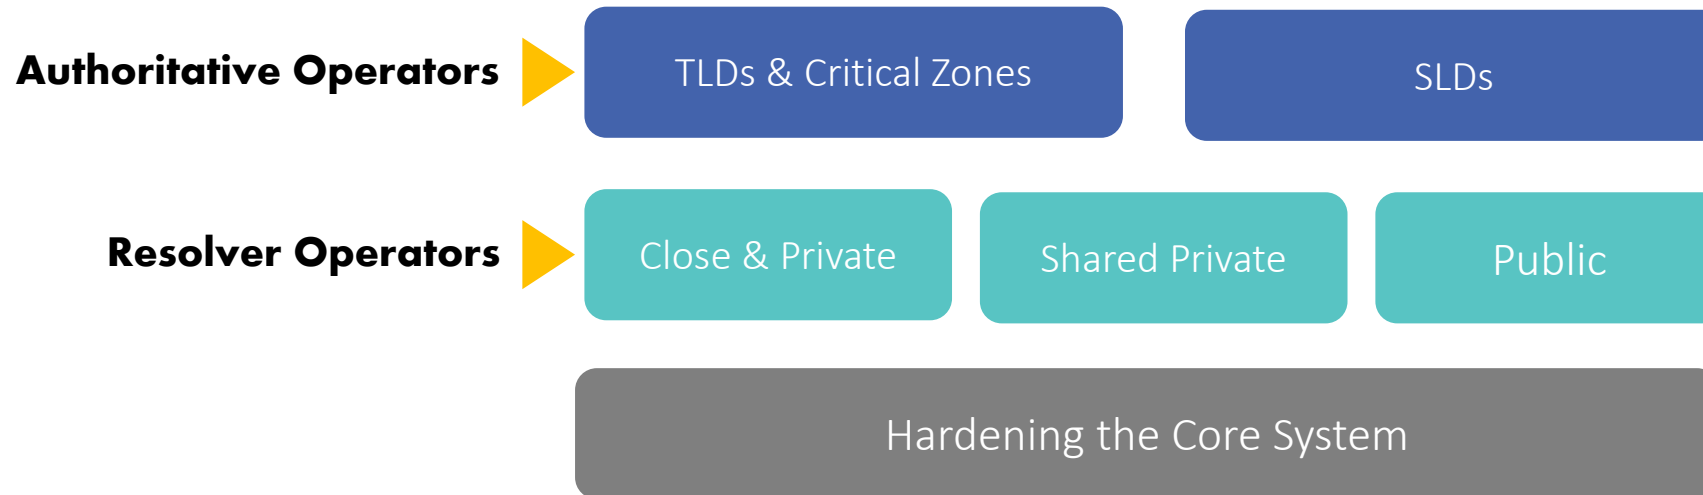 Authoritative Operators
TLDs & Critical Zones
SLDs
Resolver Operators
Close & Private
Shared Private
Public
Hardening the Core System